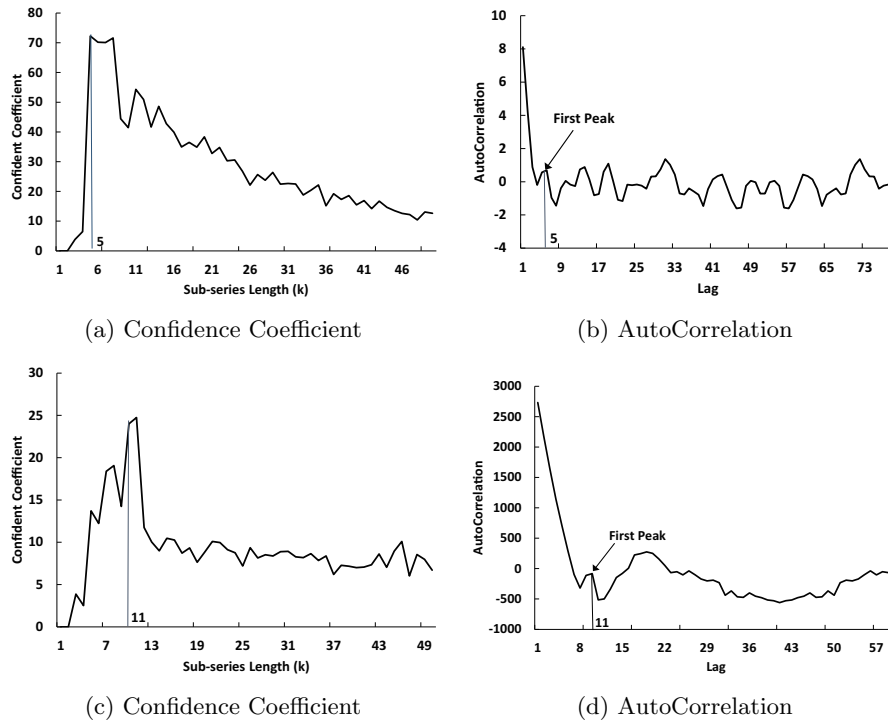 80
70
60
50
40
30
20
10
0
Confident Coefficient
5
1 6 11 16 21 26 31 36 41 46
Sub-series Length (k)
(a) Confidence Coefficient
10
8
6
4
2
0
-2
-4
AutoCorrelation
First Peak
5
1 9 17 25 33 41 49 57 65 73
Lag
(b) AutoCorrelation
30
25
20
15
10
5
0
Confident Coefficient
11
1 7 13 19 25 31 37 43 49
Sub-series Length (k)
(c) Confidence Coefficient
3000
2500
2000
1500
1000
500
0
-500
-1000
AutoCorrelation
First Peak
11
1 8 15 22 29 36 43 50 57
Lag
(d) AutoCorrelation